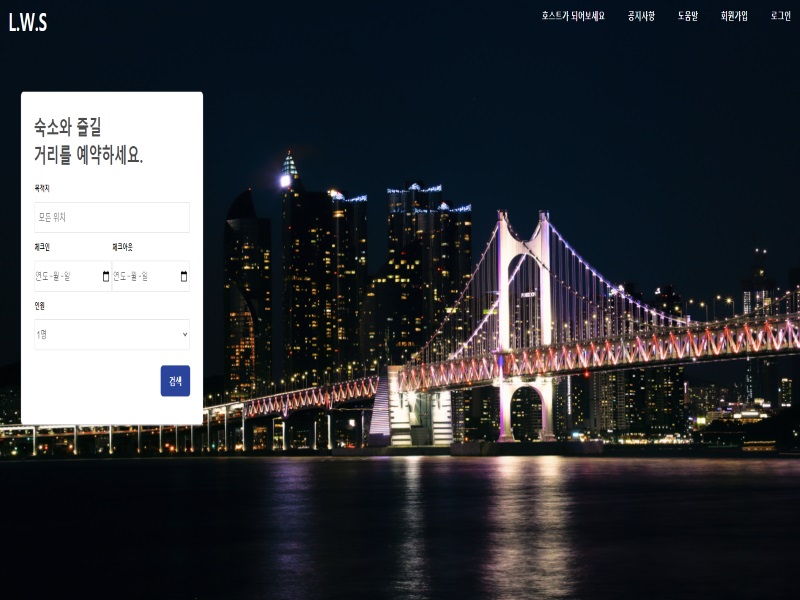 L.W.S
호스트가 되어보세요 공지사항 도움말 회원가입 로그인
숙소와 즐길
거리를 예약하세요.
목적지
모든 위치
체크인 체크아웃
연도-월-일 연도-월-일
인원
1명
검색